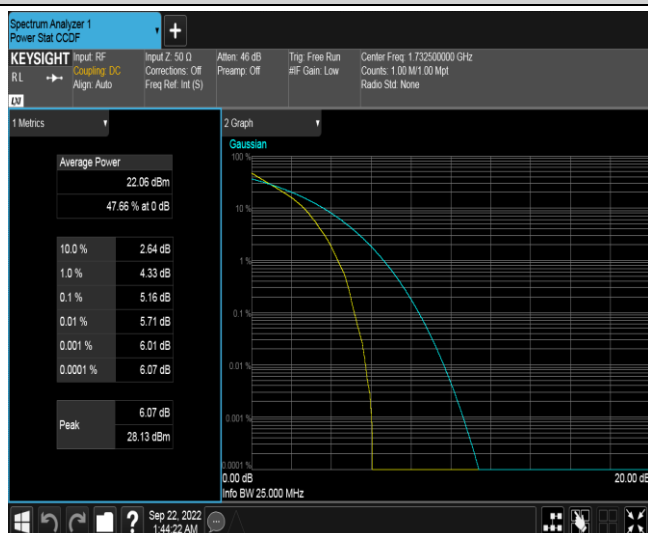 Spectrum Analyzer 1
Power Stat CCDF
+
KEYSIGHT
RL
LXI
Input: RF
Coupling: DC
Align: Auto
Input Z: 50 Ω
Corrections: Off
Freq Ref: Int (S)
Atten: 46 dB
Preamp: Off
Trig: Free Run
#IF Gain: Low
Center Freq: 1.732500000 GHz
Counts: 1.00 M/1.00 Mpt
Radio Std: None
1 Metrics
Average Power
22.06 dBm
47.66 % at 0 dB
10.0 % 2.64 dB
1.0 % 4.33 dB
0.1 % 5.16 dB
0.01 % 5.71 dB
0.001 % 6.01 dB
0.0001 % 6.07 dB
Peak
6.07 dB
28.13 dBm
2 Graph
Gaussian
100 %
10 %
1 %
0.1 %
0.01 %
0.001 %
0.0001 %
0.00 dB 20.00 dB
Info BW 25.000 MHz
?
Sep 22, 2022
1:44:22 AM